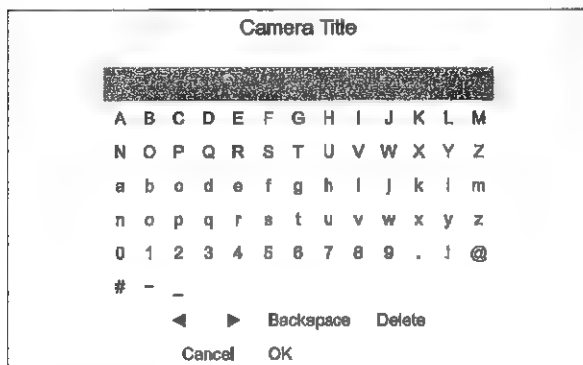 Camera Title
A B C D E F G H I J K L M
N O P Q R S T U V W X Y Z
a b c d e f g h i j k l m
n o p q r s t u v w x y z
0 1 2 3 4 5 6 7 8 9 . ! @
# - _
◄ ► Backspace Delete
Cancel OK